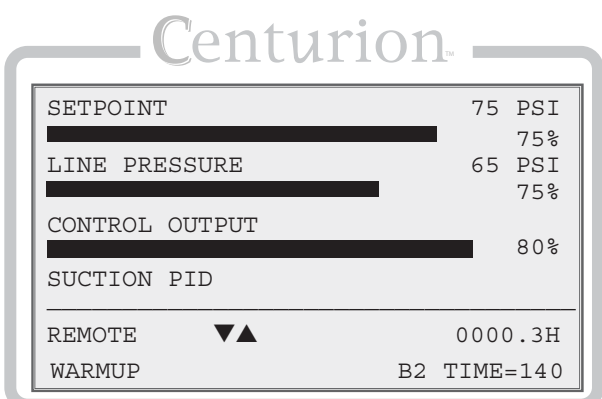 Centurion™
SETPOINT 75 PSI
75%
LINE PRESSURE 65 PSI
75%
CONTROL OUTPUT
80%
SUCTION PID
REMOTE ▼▲ 0000.3H
WARMUP B2 TIME=140